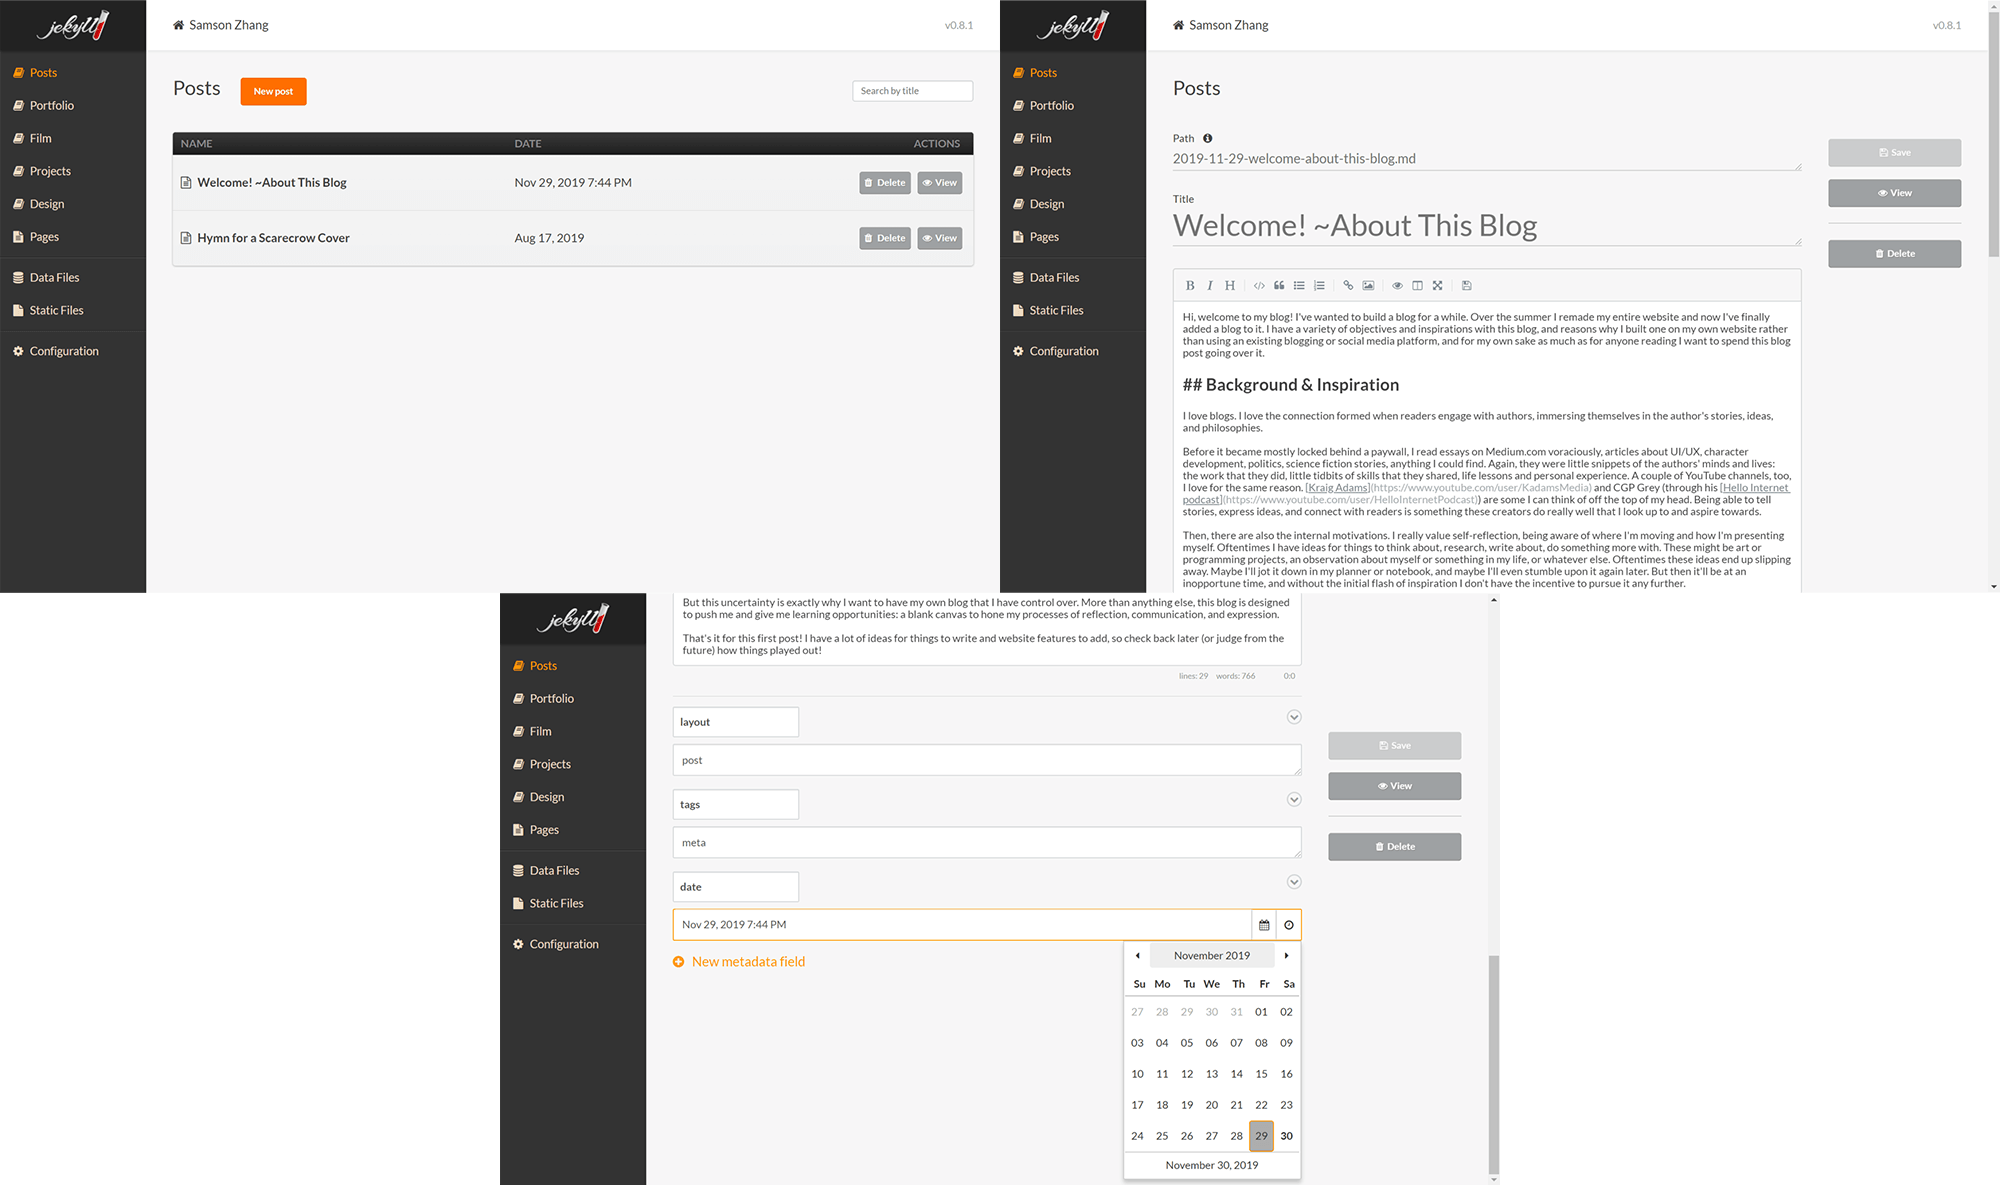 jekyll
Samson Zhang
v0.8.1
Posts
Portfolio
Film
Projects
Design
Pages
Data Files
Static Files
Configuration
Posts
New post
Search by title
NAME DATE ACTIONS
Welcome! ~About This Blog Nov 29, 2019 7:44 PM Delete View
Hymn for a Scarecrow Cover Aug 17, 2019 Delete View
jekyll
Samson Zhang
v0.8.1
Posts
Portfolio
Film
Projects
Design
Pages
Data Files
Static Files
Configuration
Posts
Path
2019-11-29-welcome-about-this-blog.md
Title
Welcome! ~About This Blog
Save
View
Delete
B I H
Hi, welcome to my blog! I've wanted to build a blog for a while. Over the summer I remade my entire website and now I've finally
added a blog to it. I have a variety of objectives and inspirations with this blog, and reasons why I built one on my own website rather
than using an existing blogging or social media platform, and for my own sake as much as for anyone reading I want to spend this blog
post going over it.
## Background & Inspiration
I love blogs. I love the connection formed when readers engage with authors, immersing themselves in the author's stories, ideas,
and philosophies.
Before it became mostly locked behind a paywall, I read essays on Medium.com voraciously, articles about UI/UX, character
development, politics, science fiction stories, anything I could find. Again, they were little snippets of the authors' minds and lives:
the work that they did, little tidbits of skills that they shared, life lessons and personal experience. A couple of YouTube channels, too,
I love for the same reason. [Kraig Adams](https://www.youtube.com/user/KadamsMedia) and CGP Grey (through his [Hello Internet
podcast](https://www.youtube.com/user/HelloInternetPodcast)) are some I can think of off the top of my head. Being able to tell
stories, express ideas, and connect with readers is something these creators do really well that I look up to and aspire towards.
Then, there are also the internal motivations. I really value self-reflection, being aware of where I'm moving and how I'm presenting
myself. Oftentimes I have ideas for things to think about, research, write about, do something more with. These might be art or
programming projects, an observation about myself or something in my life, or whatever else. Oftentimes these ideas end up slipping
away. Maybe I'll jot it down in my planner or notebook, and maybe I'll even stumble upon it again later. But then it'll be at an
inopportune time, and without the initial flash of inspiration I don't have the incentive to pursue it any further.
jekyll
Posts
Portfolio
Film
Projects
Design
Pages
Data Files
Static Files
Configuration
But this uncertainty is exactly why I want to have my own blog that I have control over. More than anything else, this blog is designed
to push me and give me learning opportunities: a blank canvas to hone my processes of reflection, communication, and expression.
That's it for this first post! I have a lot of ideas for things to write and website features to add, so check back later (or judge from the
future) how things played out!
lines: 29 words: 766 0:0
layout
post
tags
meta
date
Nov 29, 2019 7:44 PM
New metadata field
Save
View
Delete
November 2019
Su Mo Tu We Th Fr Sa
27 28 29 30 31 01 02
03 04 05 06 07 08 09
10 11 12 13 14 15 16
17 18 19 20 21 22 23
24 25 26 27 28 29 30
November 30, 2019